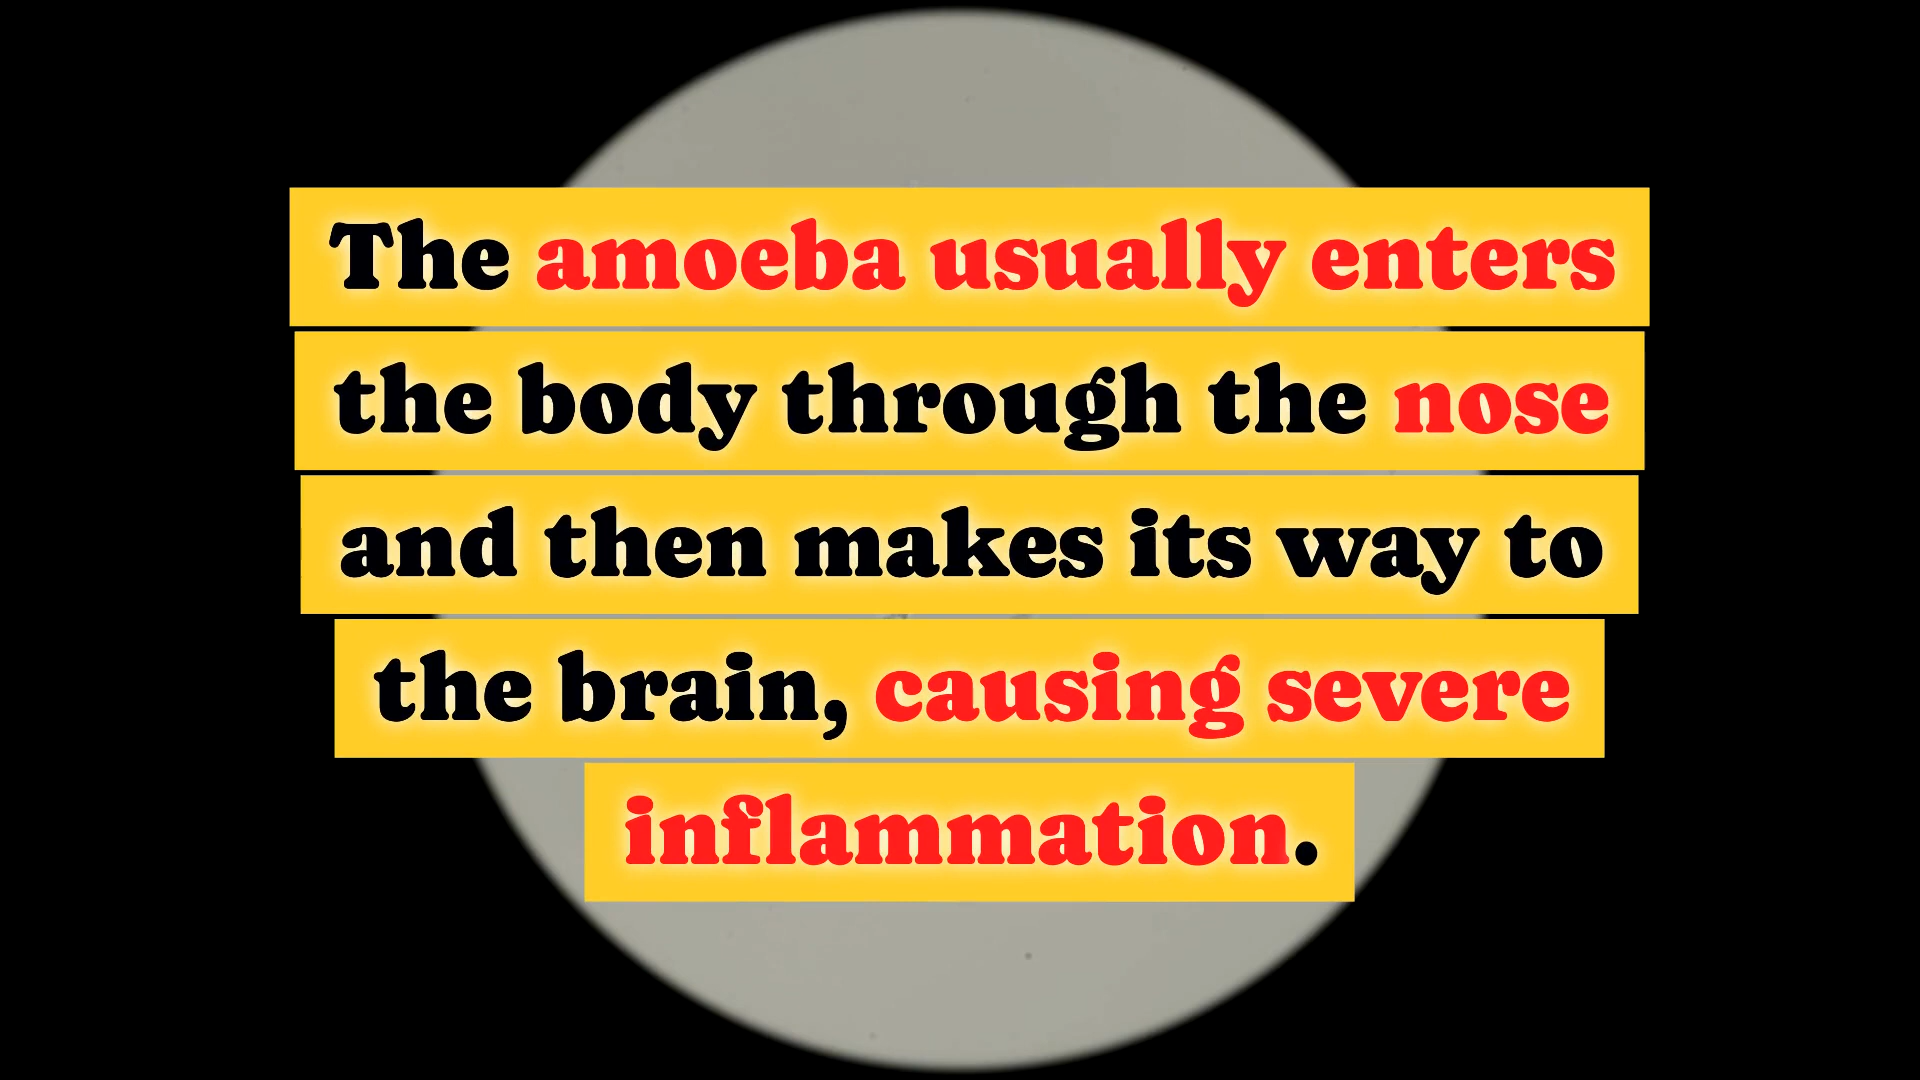 The amoeba usually enters
the body through the nose
and then makes its way to
the brain, causing severe
inflammation.